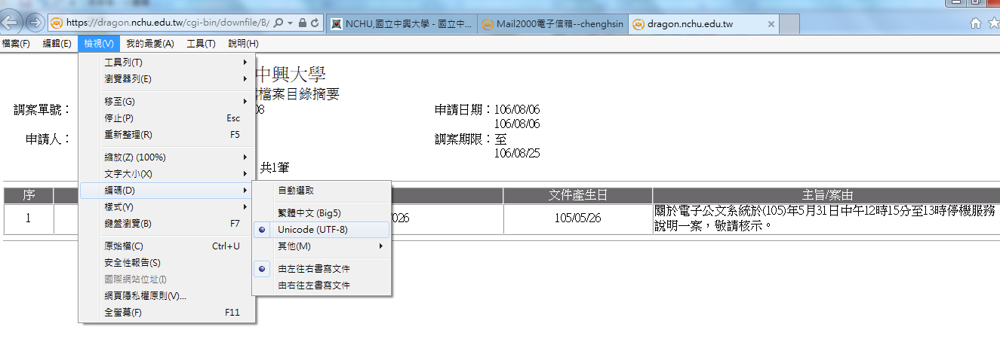 https://dragon.nchu.edu.tw/cgi-bin/downfile/B/
NCHU,國立中興大學 - 國立中...
Mail2000電子信箱--chenghsin
dragon.nchu.edu.tw
檔案(F) 編輯(E) 檢視(V) 我的最愛(A) 工具(T) 說明(H)
工具列(T)
瀏覽器列(E)
移至(G)
停止(P) Esc
重新整理(R) F5
縮放(Z) (100%)
文字大小(X)
編碼(D)
樣式(Y)
鍵盤瀏覽(B) F7
原始檔(C) Ctrl+U
安全性報告(S)
國際網站位址(I)
網頁隱私權原則(V)...
全螢幕(F) F11
自動選取
繁體中文 (Big5)
Unicode (UTF-8)
其他(M)
由左往右書寫文件
由右往左書寫文件
中興大學
檔案目錄摘要
調案單號：
08
申請日期：106/08/06
106/08/06
申請人：
調案期限：至
106/08/25
共1筆
序 文件產生日 主旨/案由
1 026 105/05/26 關於電子公文系統於(105)年5月31日中午12時15分至13時停機服務
說明一案，敬請核示。